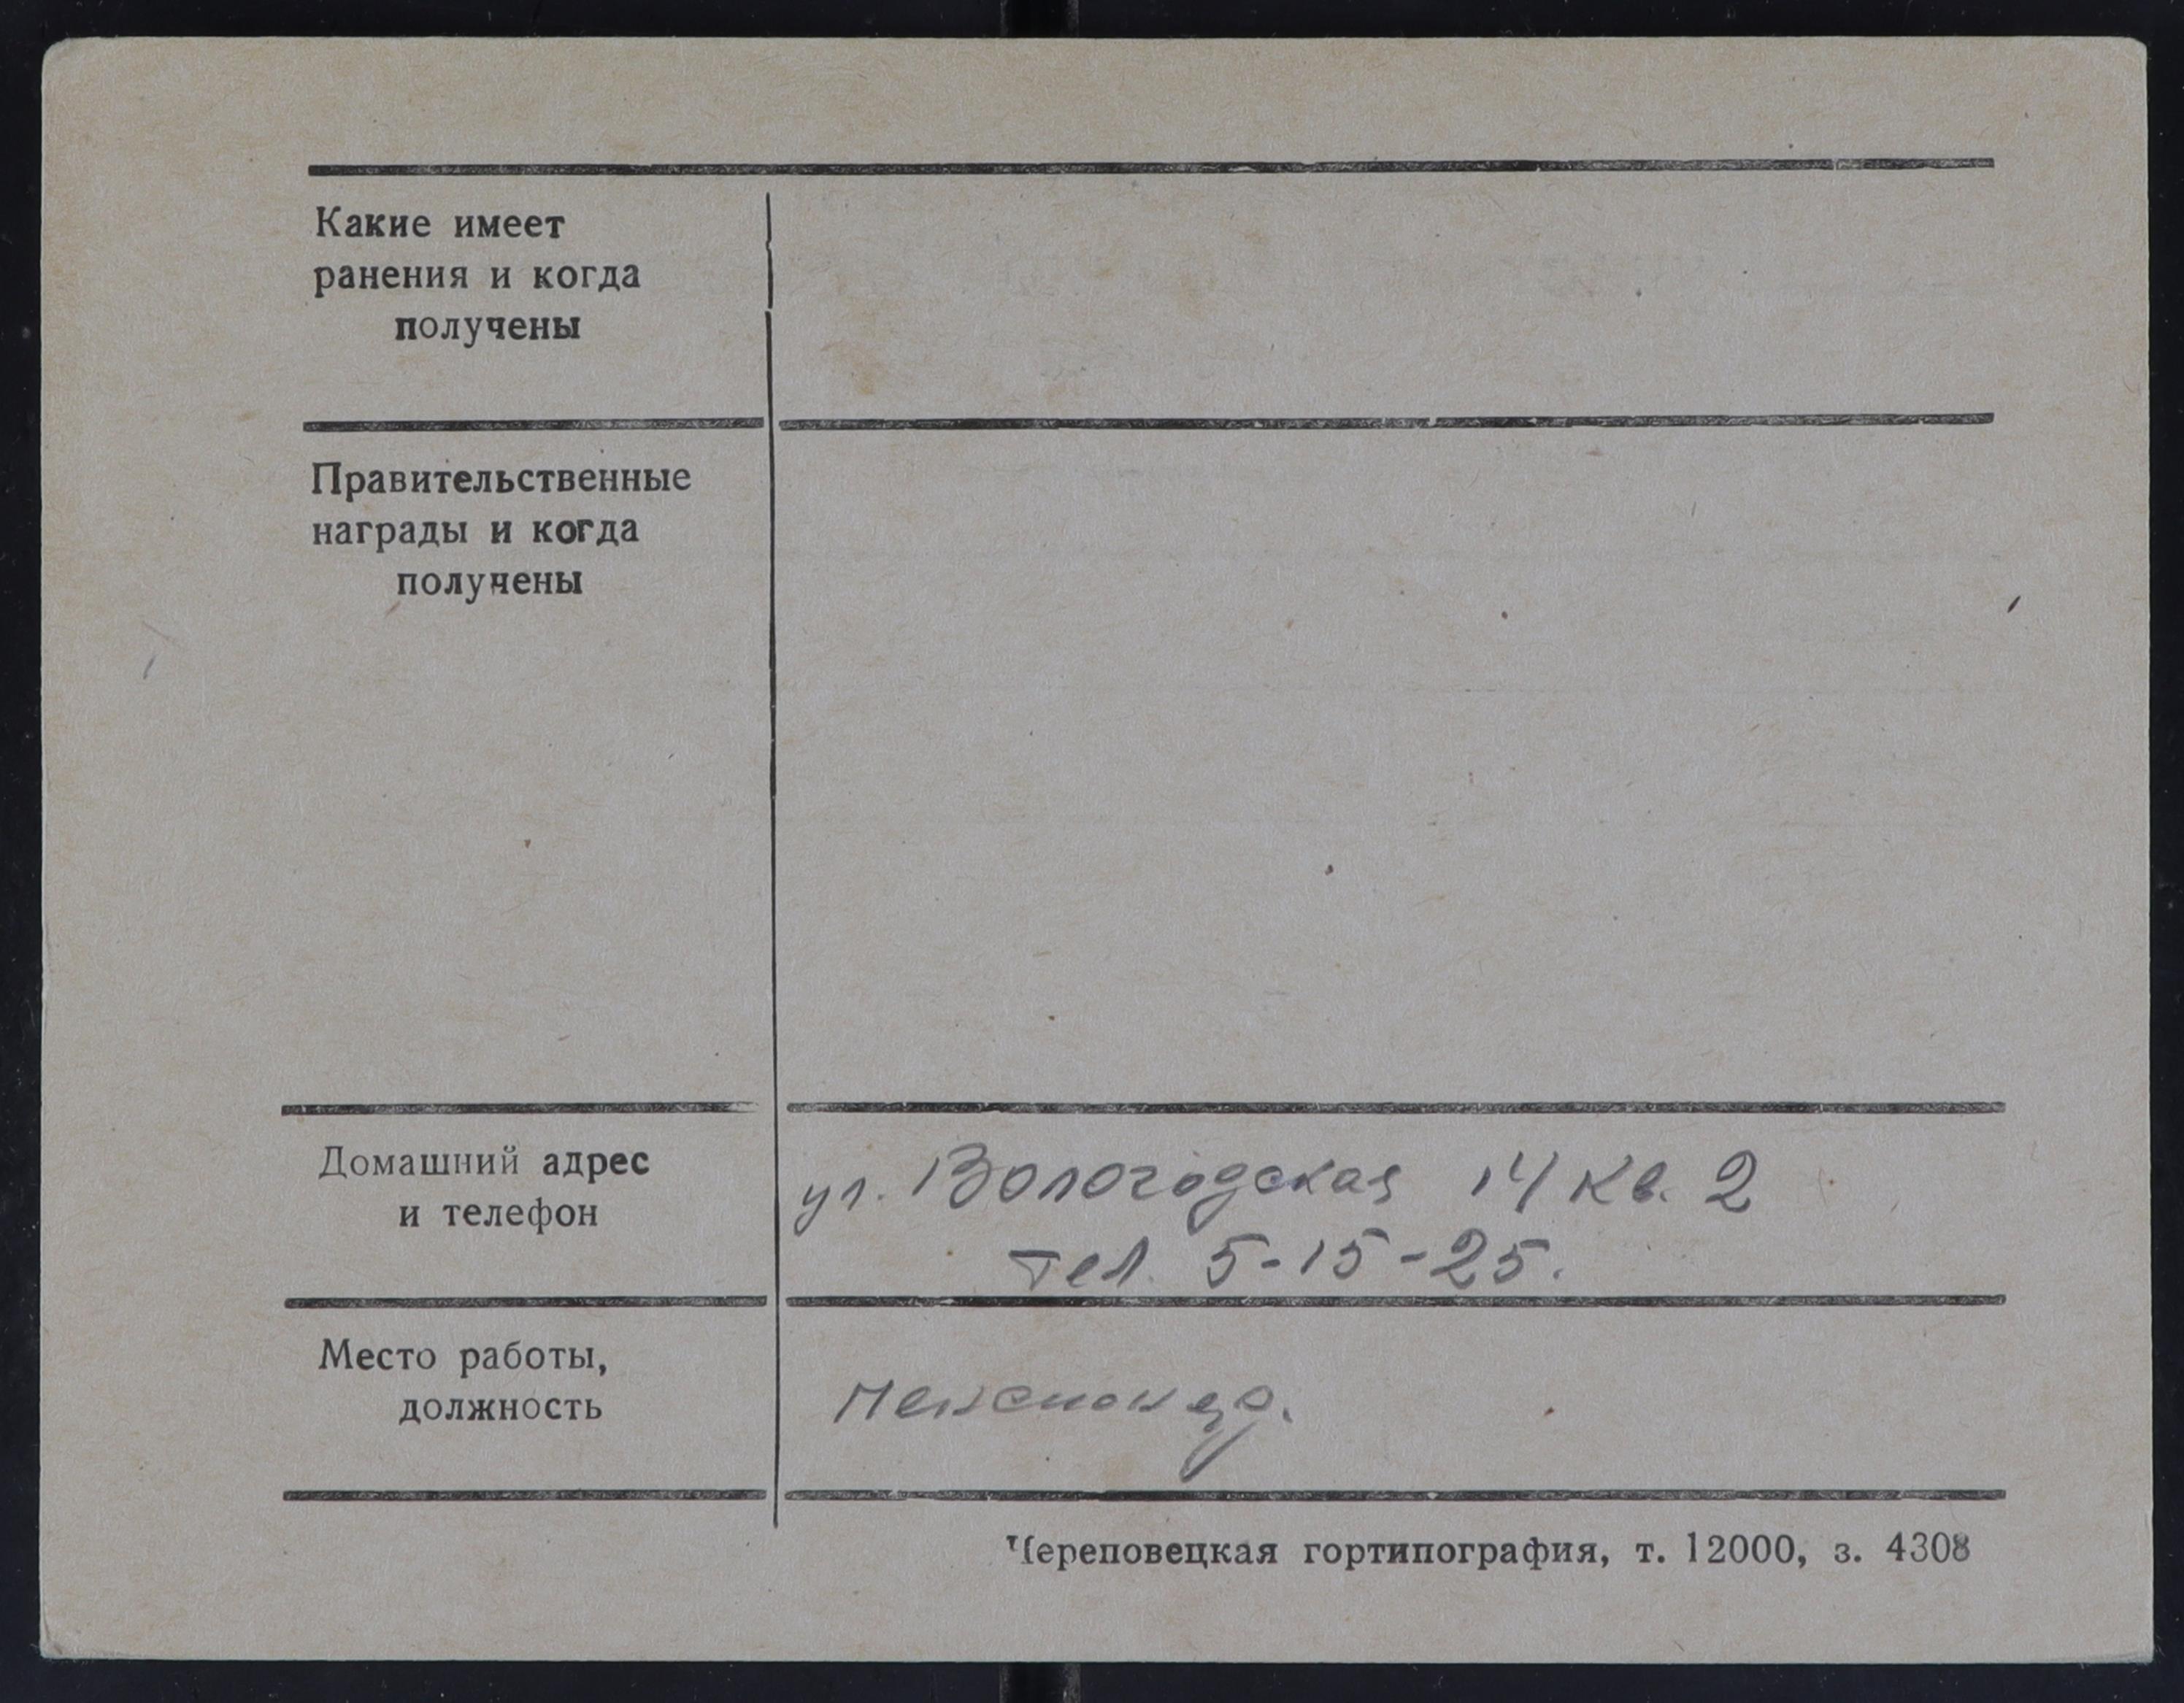 Какие имеет
ранения и когда
получены
Правительственные
награды и когда
получены
Домашний адрес
и телефон
ул. Вологодская 14 кв. 2
тел. 5-15-25.
Место работы,
должность
пенсионер.
Череповецкая гортипография, т. 12000, з. 4308